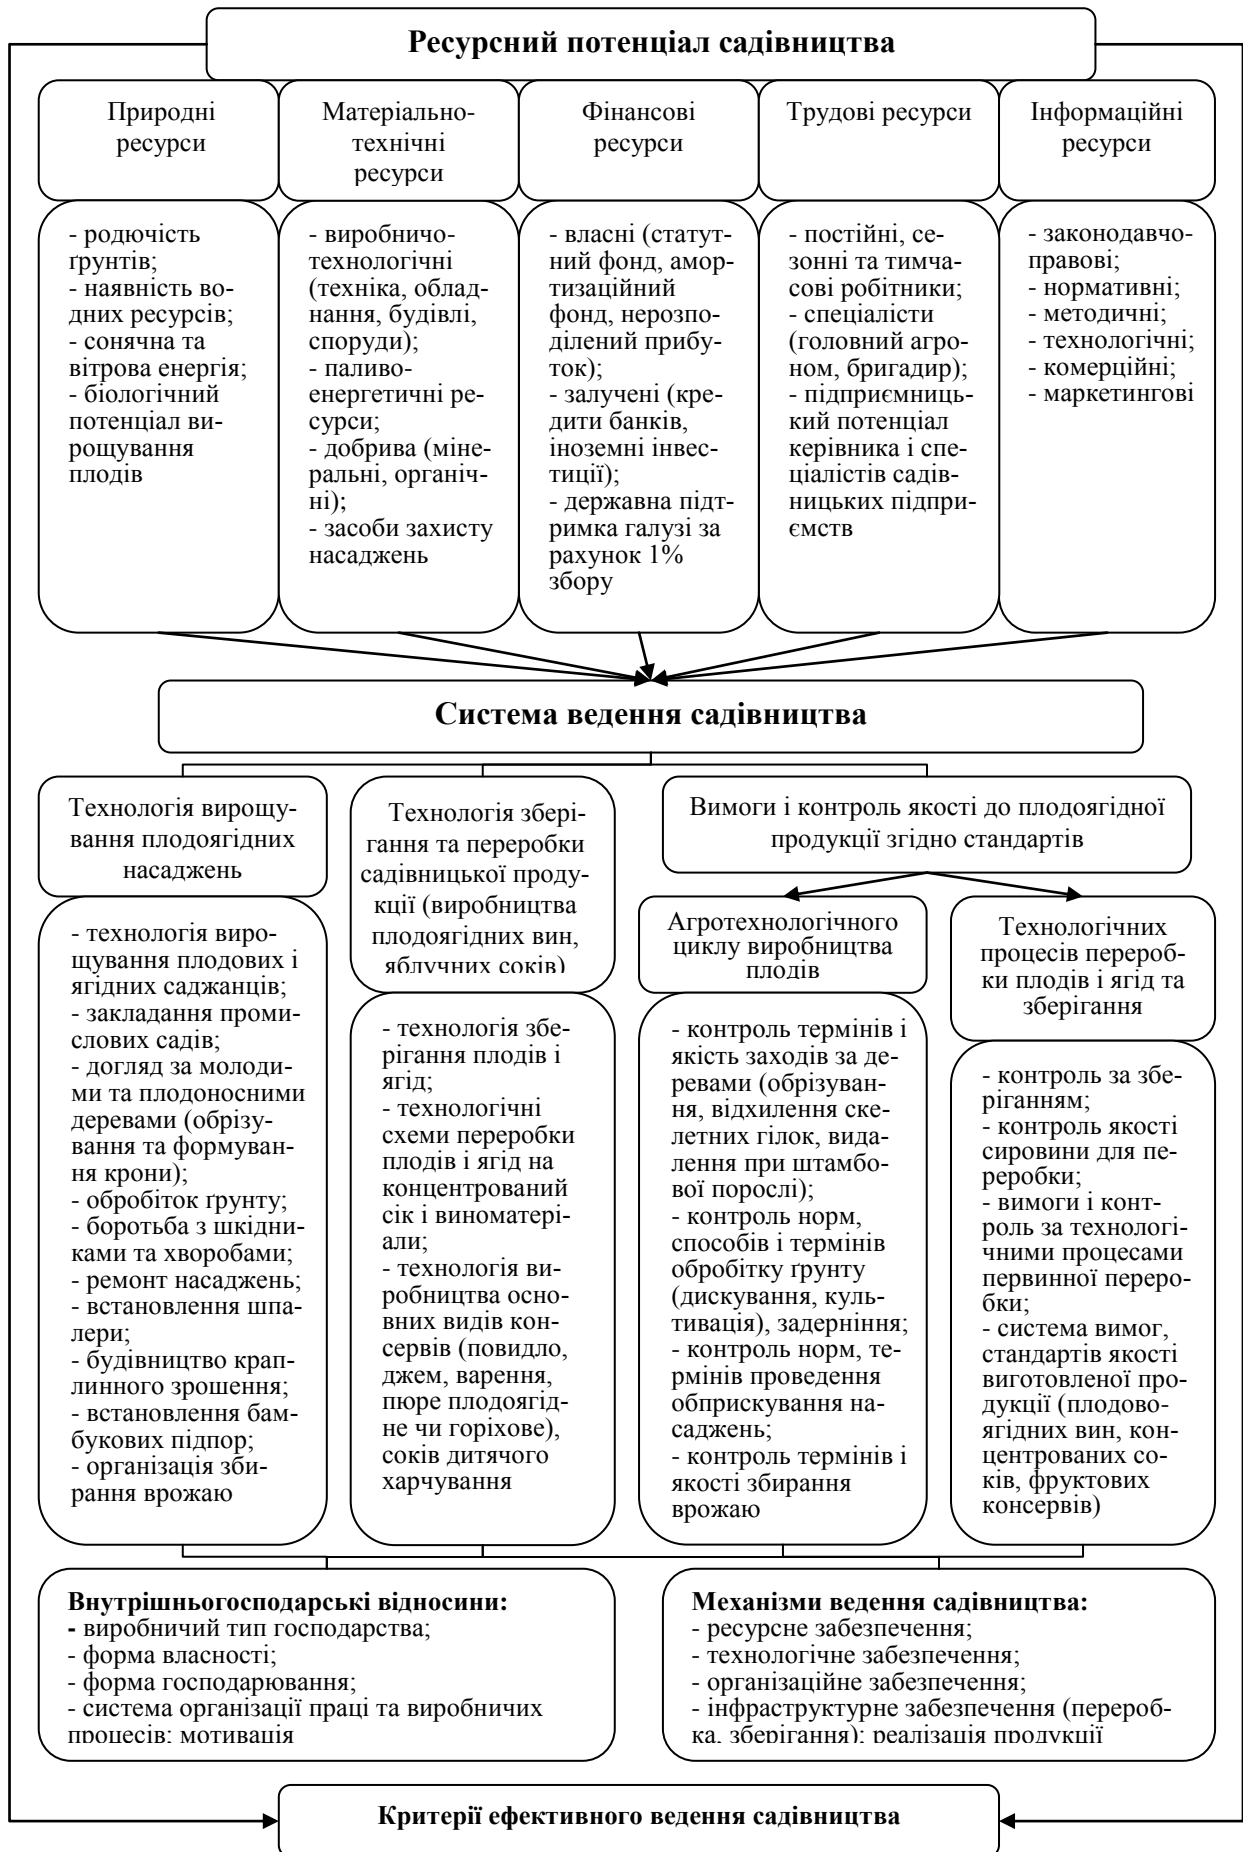 Ресурсний потенціал садівництва
Природні
ресурси
Матеріально-
технічні
ресурси
Фінансові
ресурси
Трудові ресурси
Інформаційні
ресурси
- родючість
ґрунтів;
- наявність во-
дних ресурсів;
- сонячна та
вітрова енергія;
- біологічний
потенціал ви-
рощування
плодів
- виробничо-
технологічні
(техніка, облад-
нання, будівлі,
споруди);
- паливо-
енергетичні ре-
сурси;
- добрива (міне-
ральні, органіч-
ні);
- засоби захисту
насаджень
- власні (статут-
ний фонд, амор-
тизаційний
фонд, нерозпо-
ділений прибу-
ток);
- залучені (кре-
дити банків,
іноземні інвес-
тиції);
- державна підт-
римка галузі за
рахунок 1%
збору
- постійні, се-
зонні та тимча-
сові робітники;
- спеціалісти
(головний агро-
ном, бригадир);
- підприємниць-
кий потенціал
керівника і спе-
ціалістів садів-
ницьких підпри-
ємств
- законодавчо-
правові;
- нормативні;
- методичні;
- технологічні;
- комерційні;
- маркетингові
Система ведення садівництва
Технологія вирощу-
вання плодоягідних
насаджень
Технологія збері-
гання та переробки
садівницької проду-
кції (виробництва
плодоягідних вин,
яблучних соків)
Вимоги і контроль якості до плодоягідної
продукції згідно стандартів
Агротехнологічного
циклу виробництва
плодів
Технологічних
процесів перероб-
ки плодів і ягід та
зберігання
- технологія виро-
щування плодових і
ягідних саджанців;
- закладання проми-
слових садів;
- догляд за молоди-
ми та плодоносними
деревами (обрізу-
вання та формуван-
ня крони);
- обробіток ґрунту;
- боротьба з шкідни-
ками та хворобами;
- ремонт насаджень;
- встановлення шпа-
лери;
- будівництво крап-
линного зрошення;
- встановлення бам-
букових підпор;
- організація зби-
рання врожаю
- технологія збе-
рігання плодів і
ягід;
- технологічні
схеми переробки
плодів і ягід на
концентрований
сік і виноматері-
али;
- технологія ви-
робництва осно-
вних видів кон-
сервів (повидло,
джем, варення,
пюре плодоягід-
не чи горіхове),
соків дитячого
харчування
- контроль термінів і
якість заходів за де-
ревами (обрізуван-
ня, відхилення ске-
летних гілок, вида-
лення при штамбо-
вої порослі);
- контроль норм,
способів і термінів
обробітку ґрунту
(дискування, куль-
тивація), задерніння;
- контроль норм, те-
рмінів проведення
обприскування на-
саджень;
- контроль термінів і
якості збирання
врожаю
- контроль за збе-
ріганням;
- контроль якості
сировини для пе-
реробки;
- вимоги і конт-
роль за технологі-
чними процесами
первинної перероб-
бки;
- система вимог,
стандартів якості
виготовленої про-
дукції (плодово-
ягідних вин, кон-
центрованих со-
ків, фруктових
консервів)
Внутрішньогосподарські відносини:
- виробничий тип господарства;
- форма власності;
- форма господарювання;
- система організації праці та виробничих
процесів; мотивація
Механізми ведення садівництва:
- ресурсне забезпечення;
- технологічне забезпечення;
- організаційне забезпечення;
- інфраструктурне забезпечення (перероб-
ка, зберігання); реалізація продукції
Критерії ефективного ведення садівництва